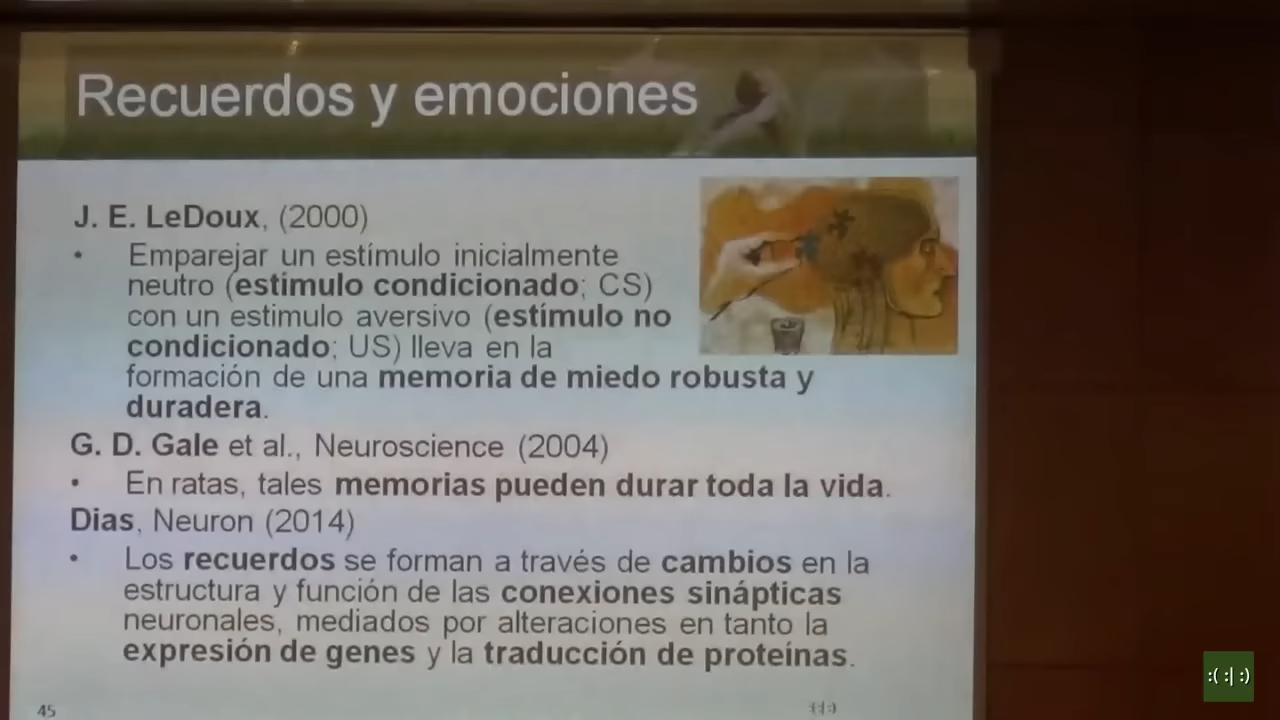 Recuerdos y emociones
J. E. LeDoux, (2000)
• Emparejar un estímulo inicialmente
neutro (estímulo condicionado; CS)
con un estimulo aversivo (estímulo no
condicionado; US) lleva en la
formación de una memoria de miedo robusta y
duradera.
G. D. Gale et al., Neuroscience (2004)
• En ratas, tales memorias pueden durar toda la vida.
Dias, Neuron (2014)
• Los recuerdos se forman a través de cambios en la
estructura y función de las conexiones sinápticas
neuronales, mediados por alteraciones en tanto la
expresión de genes y la traducción de proteínas.
45
:( :| :)